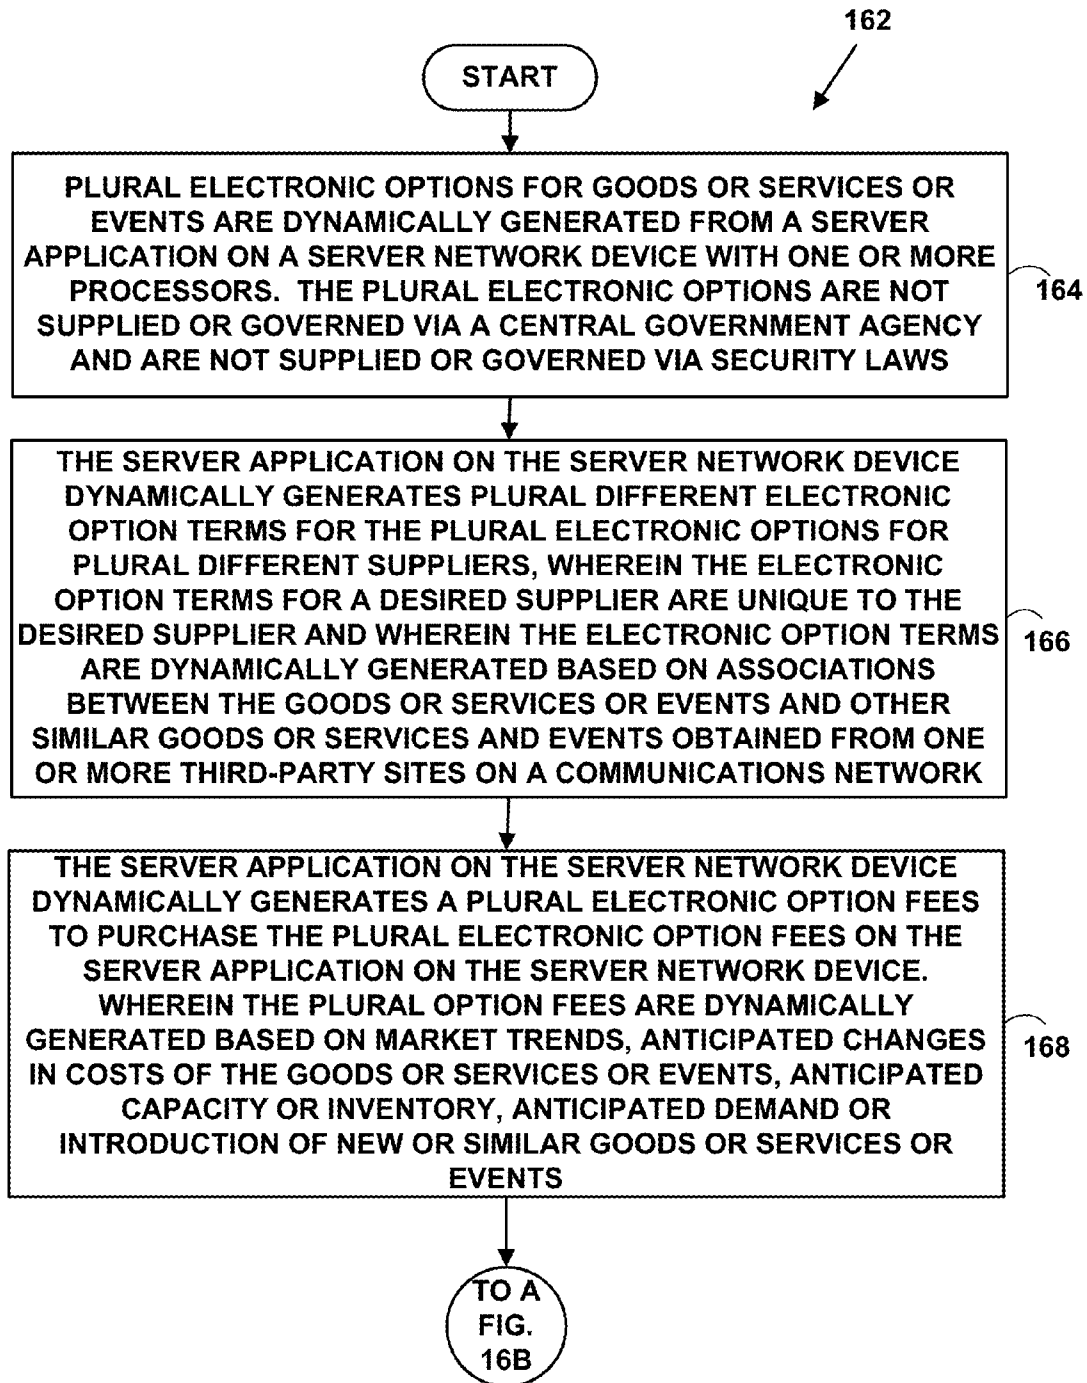 162
START
PLURAL ELECTRONIC OPTIONS FOR GOODS OR SERVICES OR
EVENTS ARE DYNAMICALLY GENERATED FROM A SERVER
APPLICATION ON A SERVER NETWORK DEVICE WITH ONE OR MORE
PROCESSORS. THE PLURAL ELECTRONIC OPTIONS ARE NOT
SUPPLIED OR GOVERNED VIA A CENTRAL GOVERNMENT AGENCY
AND ARE NOT SUPPLIED OR GOVERNED VIA SECURITY LAWS
164
THE SERVER APPLICATION ON THE SERVER NETWORK DEVICE
DYNAMICALLY GENERATES PLURAL DIFFERENT ELECTRONIC
OPTION TERMS FOR THE PLURAL ELECTRONIC OPTIONS FOR
PLURAL DIFFERENT SUPPLIERS, WHEREIN THE ELECTRONIC
OPTION TERMS FOR A DESIRED SUPPLIER ARE UNIQUE TO THE
DESIRED SUPPLIER AND WHEREIN THE ELECTRONIC OPTION TERMS
ARE DYNAMICALLY GENERATED BASED ON ASSOCIATIONS
BETWEEN THE GOODS OR SERVICES OR EVENTS AND OTHER
SIMILAR GOODS OR SERVICES AND EVENTS OBTAINED FROM ONE
OR MORE THIRD-PARTY SITES ON A COMMUNICATIONS NETWORK
166
THE SERVER APPLICATION ON THE SERVER NETWORK DEVICE
DYNAMICALLY GENERATES A PLURAL ELECTRONIC OPTION FEES
TO PURCHASE THE PLURAL ELECTRONIC OPTION FEES ON THE
SERVER APPLICATION ON THE SERVER NETWORK DEVICE.
WHEREIN THE PLURAL OPTION FEES ARE DYNAMICALLY
GENERATED BASED ON MARKET TRENDS, ANTICIPATED CHANGES
IN COSTS OF THE GOODS OR SERVICES OR EVENTS, ANTICIPATED
CAPACITY OR INVENTORY, ANTICIPATED DEMAND OR
INTRODUCTION OF NEW OR SIMILAR GOODS OR SERVICES OR
EVENTS
168
TO A
FIG.
16B